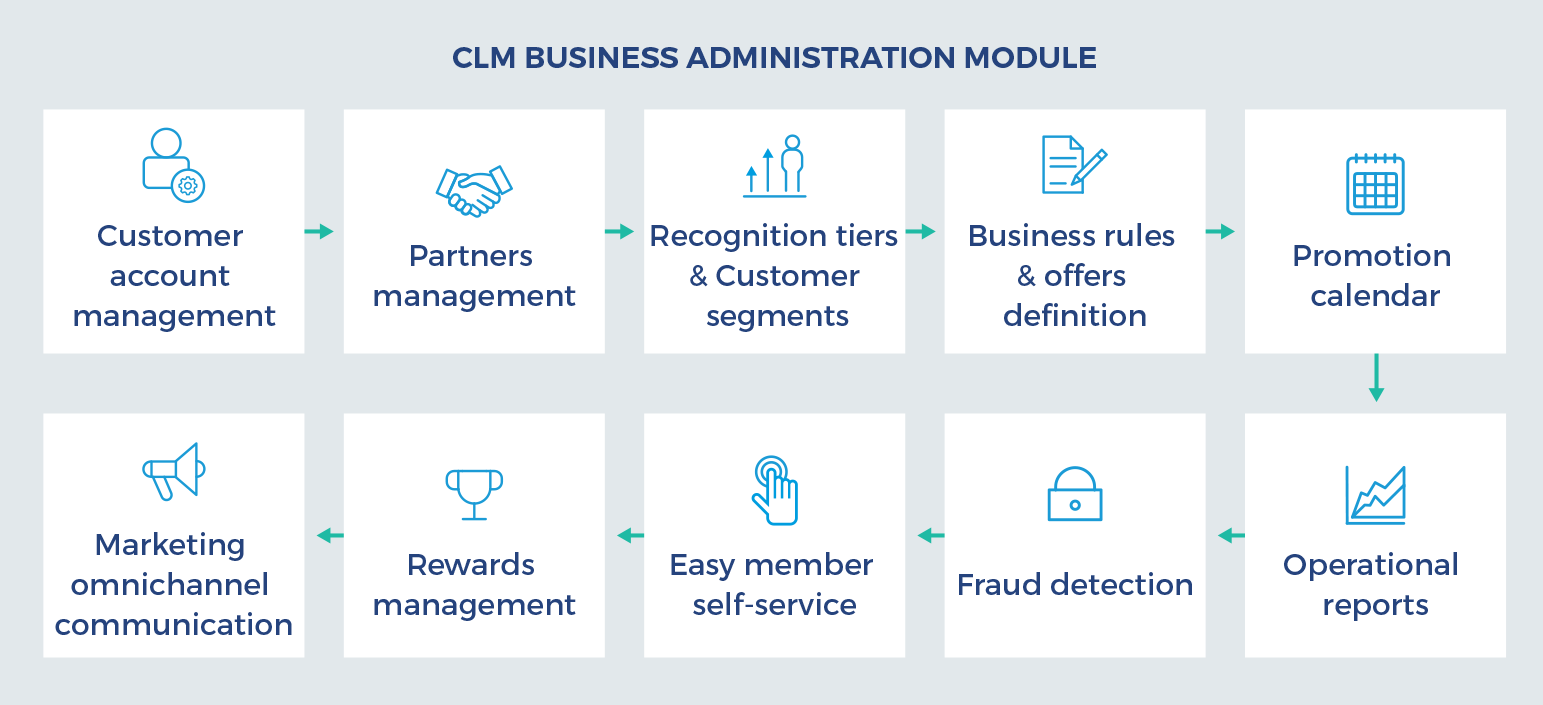 CLM BUSINESS ADMINISTRATION MODULE
Customer
account
management
Partners
management
Recognition tiers
& Customer
segments
Business rules
& offers
definition
Promotion
calendar
Operational
reports
Fraud detection
Easy member
self-service
Rewards
management
Marketing
omnichannel
communication